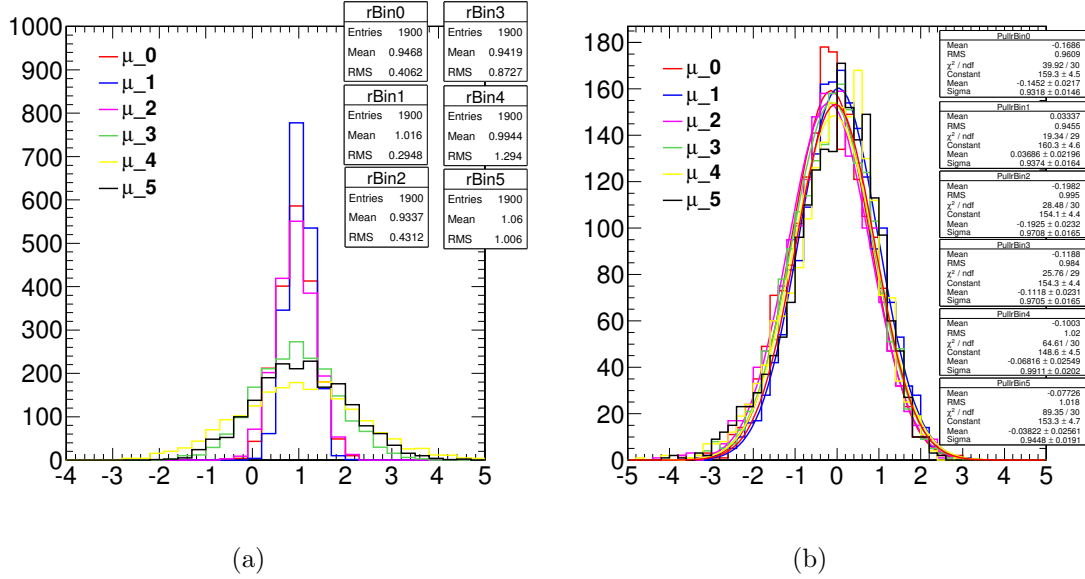 1000
900
800
700
600
500
400
300
200
100
0
-4 -3 -2 -1 0 1 2 3 4 5
μ_0
μ_1
μ_2
μ_3
μ_4
μ_5
rBin0
Entries 1900
Mean 0.9468
RMS 0.4062
rBin1
Entries 1900
Mean 1.016
RMS 0.2948
rBin2
Entries 1900
Mean 0.9337
RMS 0.4312
rBin3
Entries 1900
Mean 0.9419
RMS 0.8727
rBin4
Entries 1900
Mean 0.9944
RMS 1.294
rBin5
Entries 1900
Mean 1.06
RMS 1.006
(a)
180
160
140
120
100
80
60
40
20
0
-5 -4 -3 -2 -1 0 1 2 3 4 5
μ_0
μ_1
μ_2
μ_3
μ_4
μ_5
PullrBin0
Mean -0.1686
RMS 0.9609
χ² / ndf 39.92 / 30
Constant 159.3 ± 4.5
Mean -0.1452 ± 0.0217
Sigma 0.9318 ± 0.0146
PullrBin1
Mean 0.03337
RMS 0.9455
χ² / ndf 19.34 / 29
Constant 160.3 ± 4.6
Mean 0.03686 ± 0.02196
Sigma 0.9374 ± 0.0164
PullrBin2
Mean -0.1982
RMS 0.995
χ² / ndf 28.48 / 30
Constant 154.1 ± 4.4
Mean -0.1925 ± 0.0232
Sigma 0.9708 ± 0.0165
PullrBin3
Mean -0.1188
RMS 0.984
χ² / ndf 25.76 / 29
Constant 154.3 ± 4.4
Mean -0.1118 ± 0.0231
Sigma 0.9705 ± 0.0165
PullrBin4
Mean -0.1003
RMS 1.02
χ² / ndf 64.61 / 30
Constant 148.6 ± 4.5
Mean -0.06816 ± 0.02549
Sigma 0.9911 ± 0.0202
PullrBin5
Mean -0.07726
RMS 1.018
χ² / ndf 89.35 / 30
Constant 153.3 ± 4.7
Mean -0.03822 ± 0.02561
Sigma 0.9448 ± 0.0191
(b)